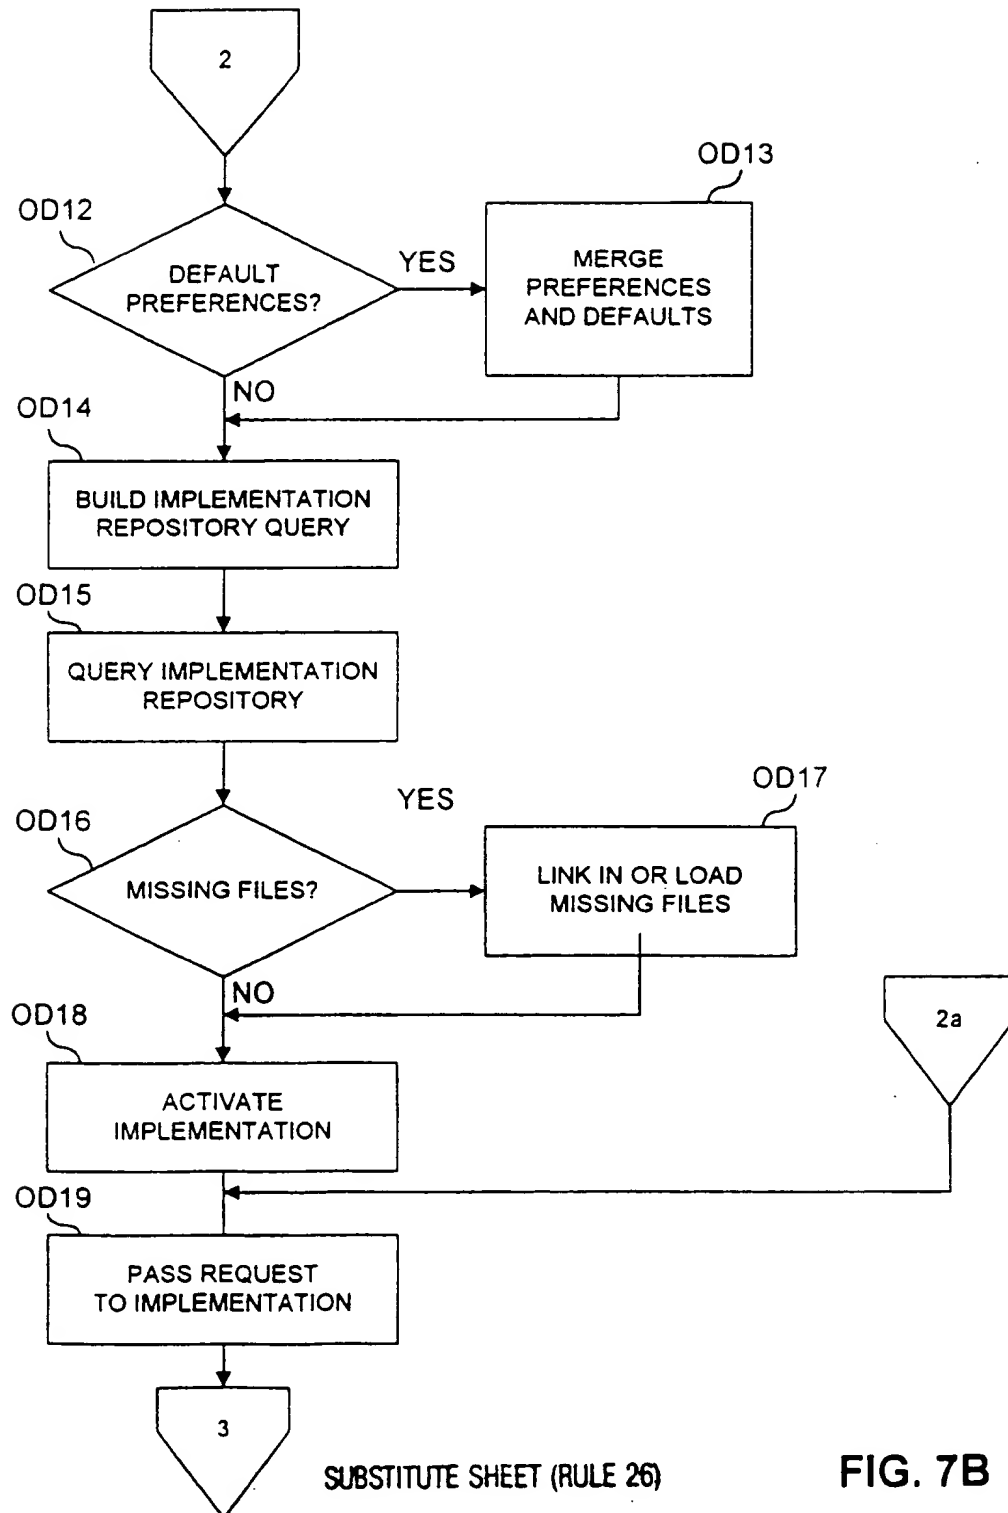 2
OD12
DEFAULT
PREFERENCES?
YES
OD13
MERGE
PREFERENCES
AND DEFAULTS
NO
OD14
BUILD IMPLEMENTATION
REPOSITORY QUERY
OD15
QUERY IMPLEMENTATION
REPOSITORY
OD16
MISSING FILES?
YES
OD17
LINK IN OR LOAD
MISSING FILES
NO
OD18
ACTIVATE
IMPLEMENTATION
2a
OD19
PASS REQUEST
TO IMPLEMENTATION
3
SUBSTITUTE SHEET (RULE 26)
FIG. 7B